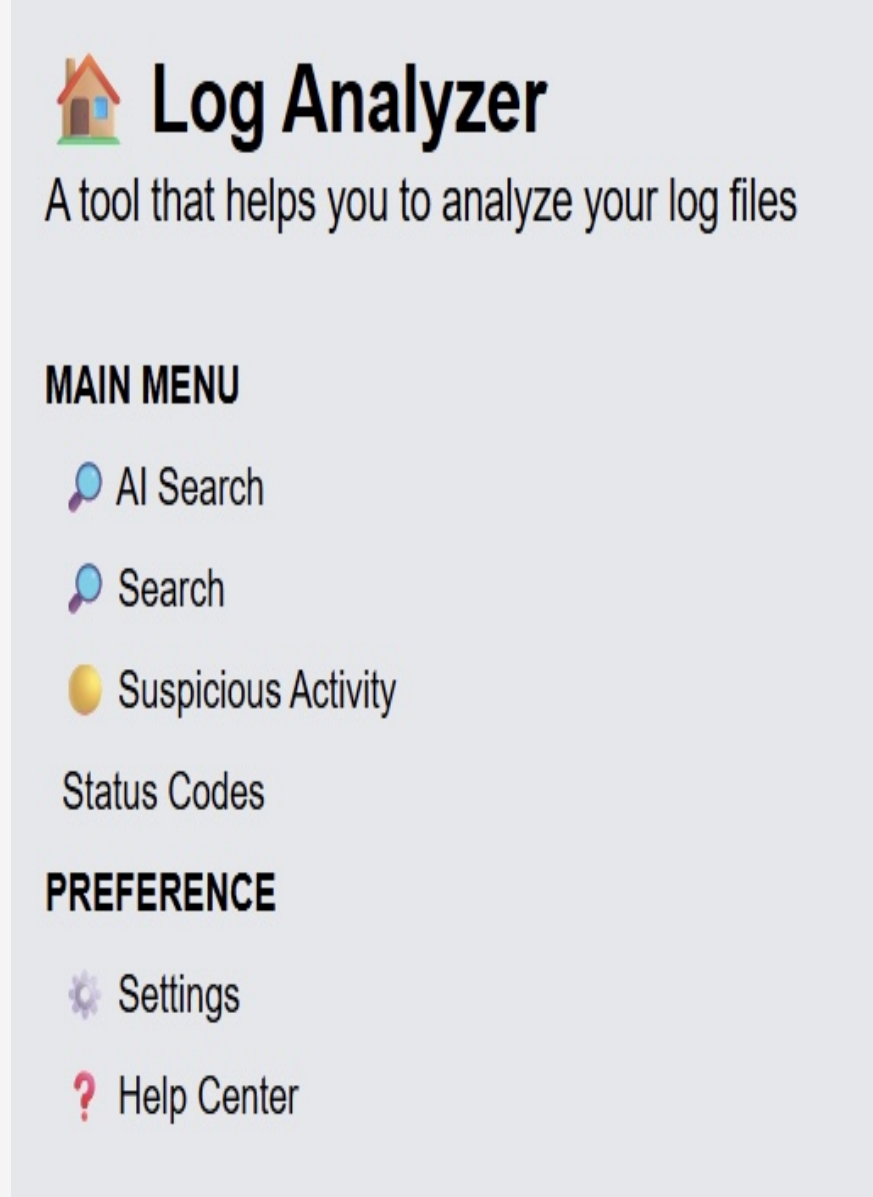 Log Analyzer
A tool that helps you to analyze your log files
MAIN MENU
AI Search
Search
Suspicious Activity
Status Codes
PREFERENCE
Settings
Help Center